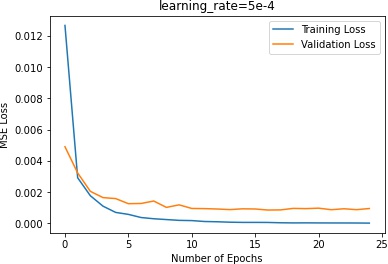 learning_rate=5e-4
Training Loss
Validation Loss
MSE Loss
0.012
0.010
0.008
0.006
0.004
0.002
0.000
0 5 10 15 20 25
Number of Epochs